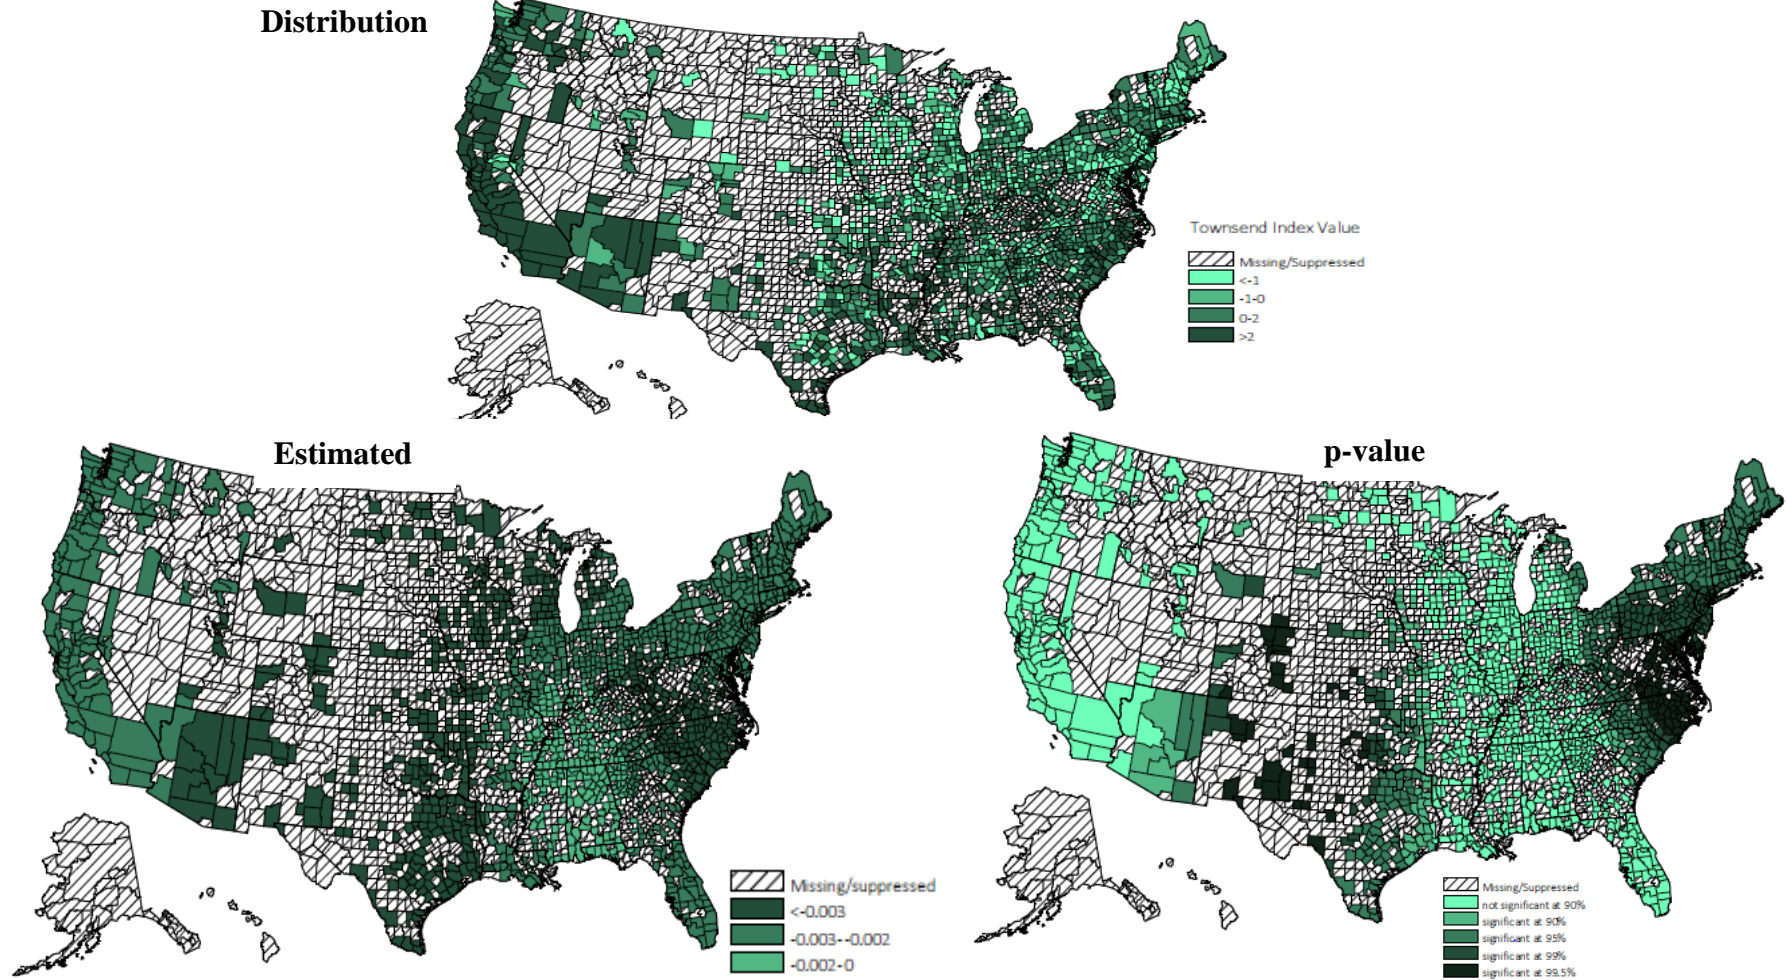 Distribution
Townsend Index Value
Missing/Suppressed
<-1
-1-0
0-2
>2
Estimated
Missing/suppressed
<-0.003
-0.003--0.002
-0.002-0
p-value
Missing/Suppressed
not significant at 90%
significant at 90%
significant at 95%
significant at 99%
significant at 99.5%